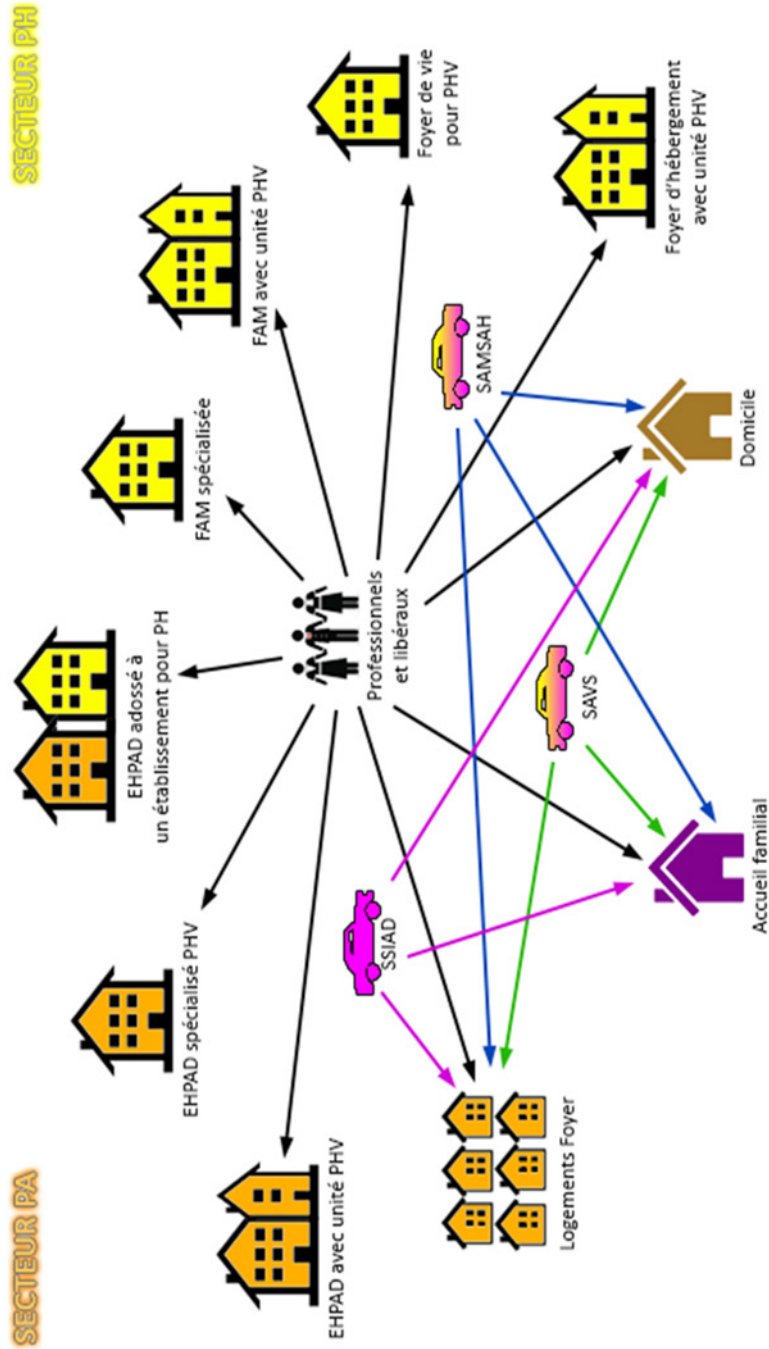 SECTEUR PA
SECTEUR PH
EHPAD adossé à
un établissement pour PH
EHPAD spécialisé PHV
FAM spécialisée
EHPAD avec unité PHV
FAM avec unité PHV
Professionnels
et libéraux
Foyer de vie
pour PHV
SSIAD
SAMSAH
Logements Foyer
SAVS
Foyer d'hébergement
avec unité PHV
Accueil familial
Domicile